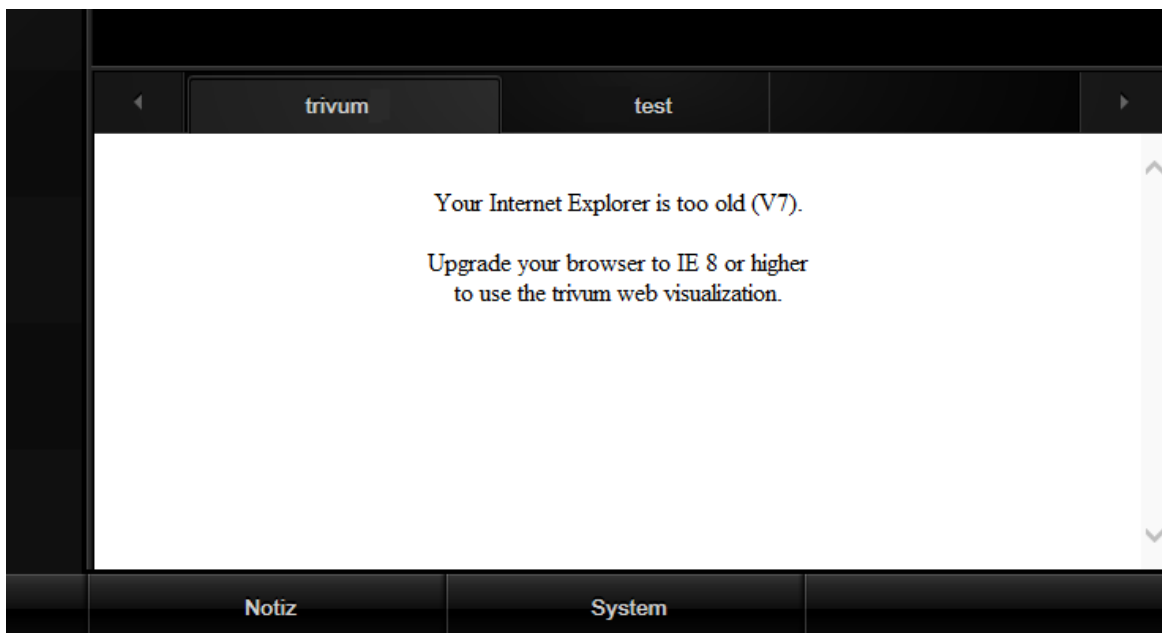 trivum test
Your Internet Explorer is too old (V7).
Upgrade your browser to IE 8 or higher
to use the trivum web visualization.
Notiz System